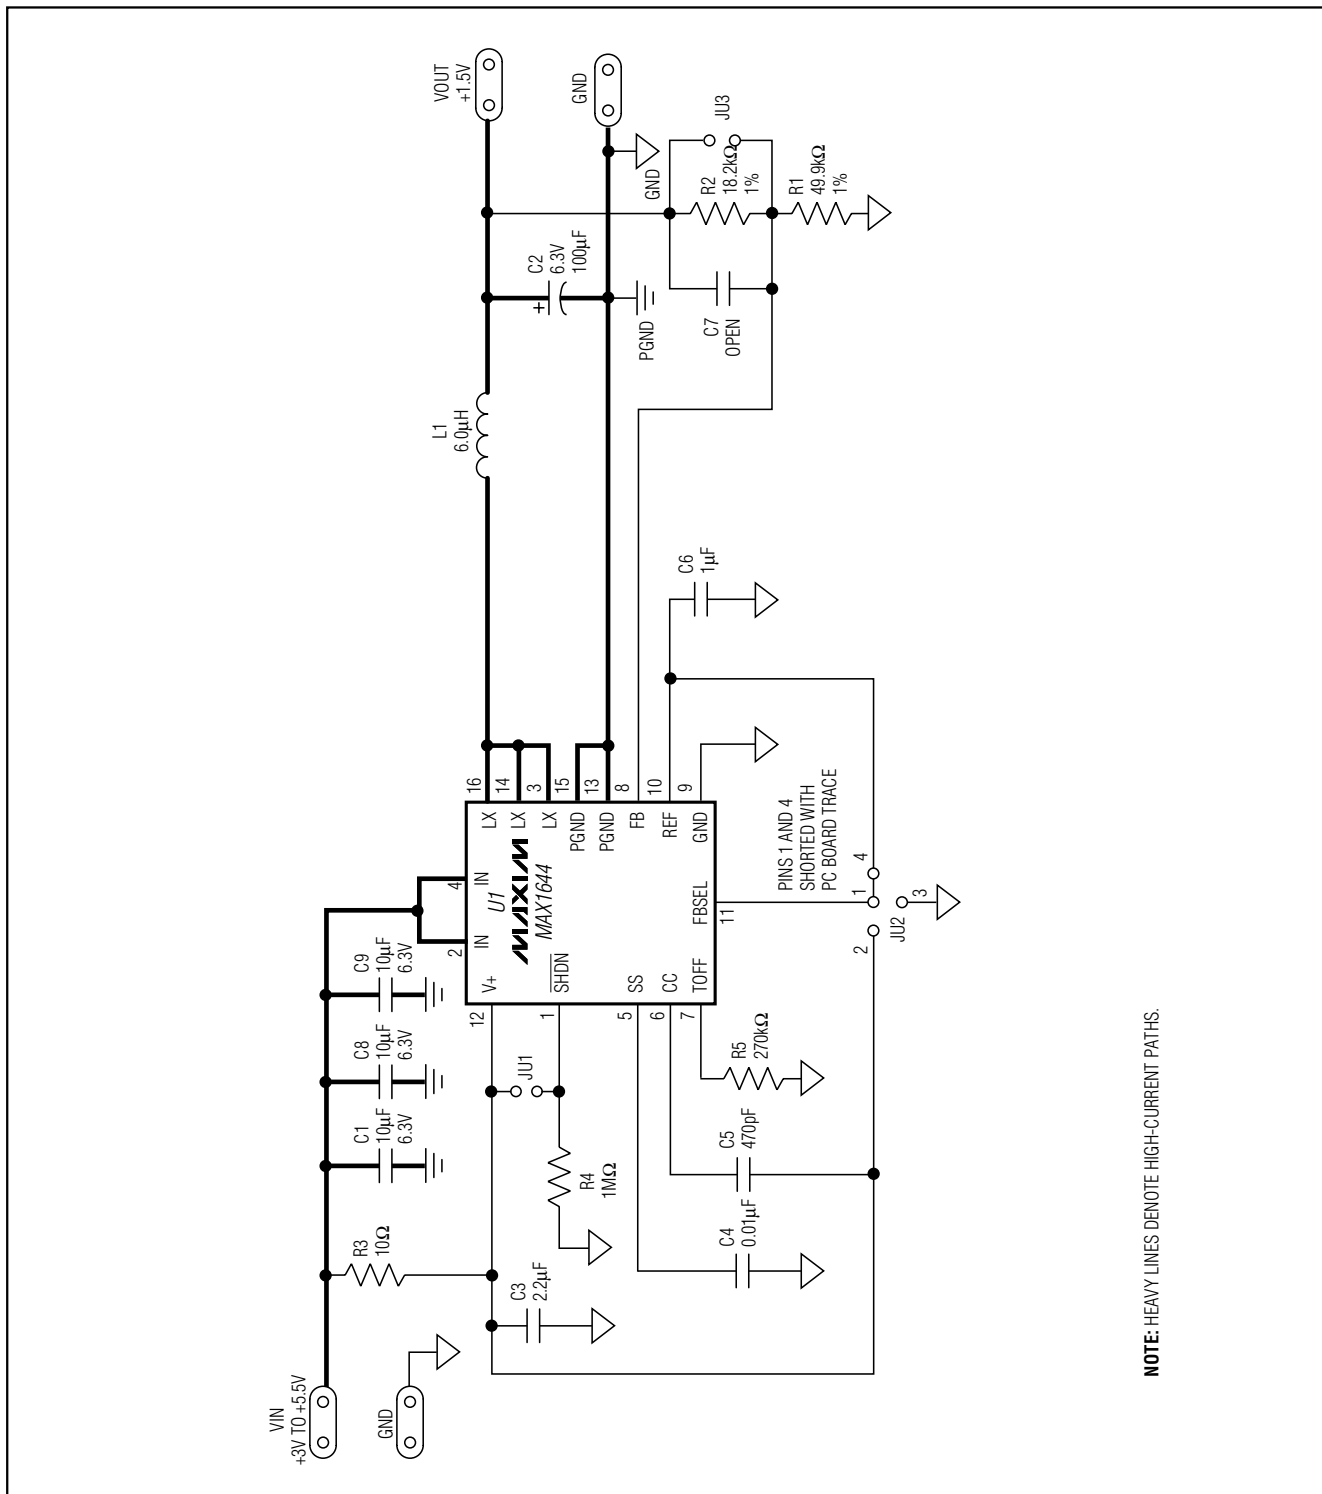 VIN
+3V TO +5.5V
GND
R3
10Ω
C1
10µF
6.3V
C8
10µF
6.3V
C9
10µF
6.3V
C3
2.2µF
R4
1MΩ
JU1
C4
0.01µF
C5
470pF
R5
270kΩ
12
1
5
6
7
2
4
IN
IN
V+
SHDN
SS
CC
TOFF
U1
MAXIM
MAX1644
FBSEL
11
LX
LX
LX
PGND
PGND
FB
REF
GND
16
14
3
15
13
8
10
9
PINS 1 AND 4
SHORTED WITH
PC BOARD TRACE
2
1
4
3
JU2
C6
1µF
L1
6.0µH
C2
6.3V
100µF
+
PGND
GND
C7
OPEN
R2
18.2kΩ
1%
JU3
R1
49.9kΩ
1%
VOUT
+1.5V
GND
NOTE: HEAVY LINES DENOTE HIGH-CURRENT PATHS.